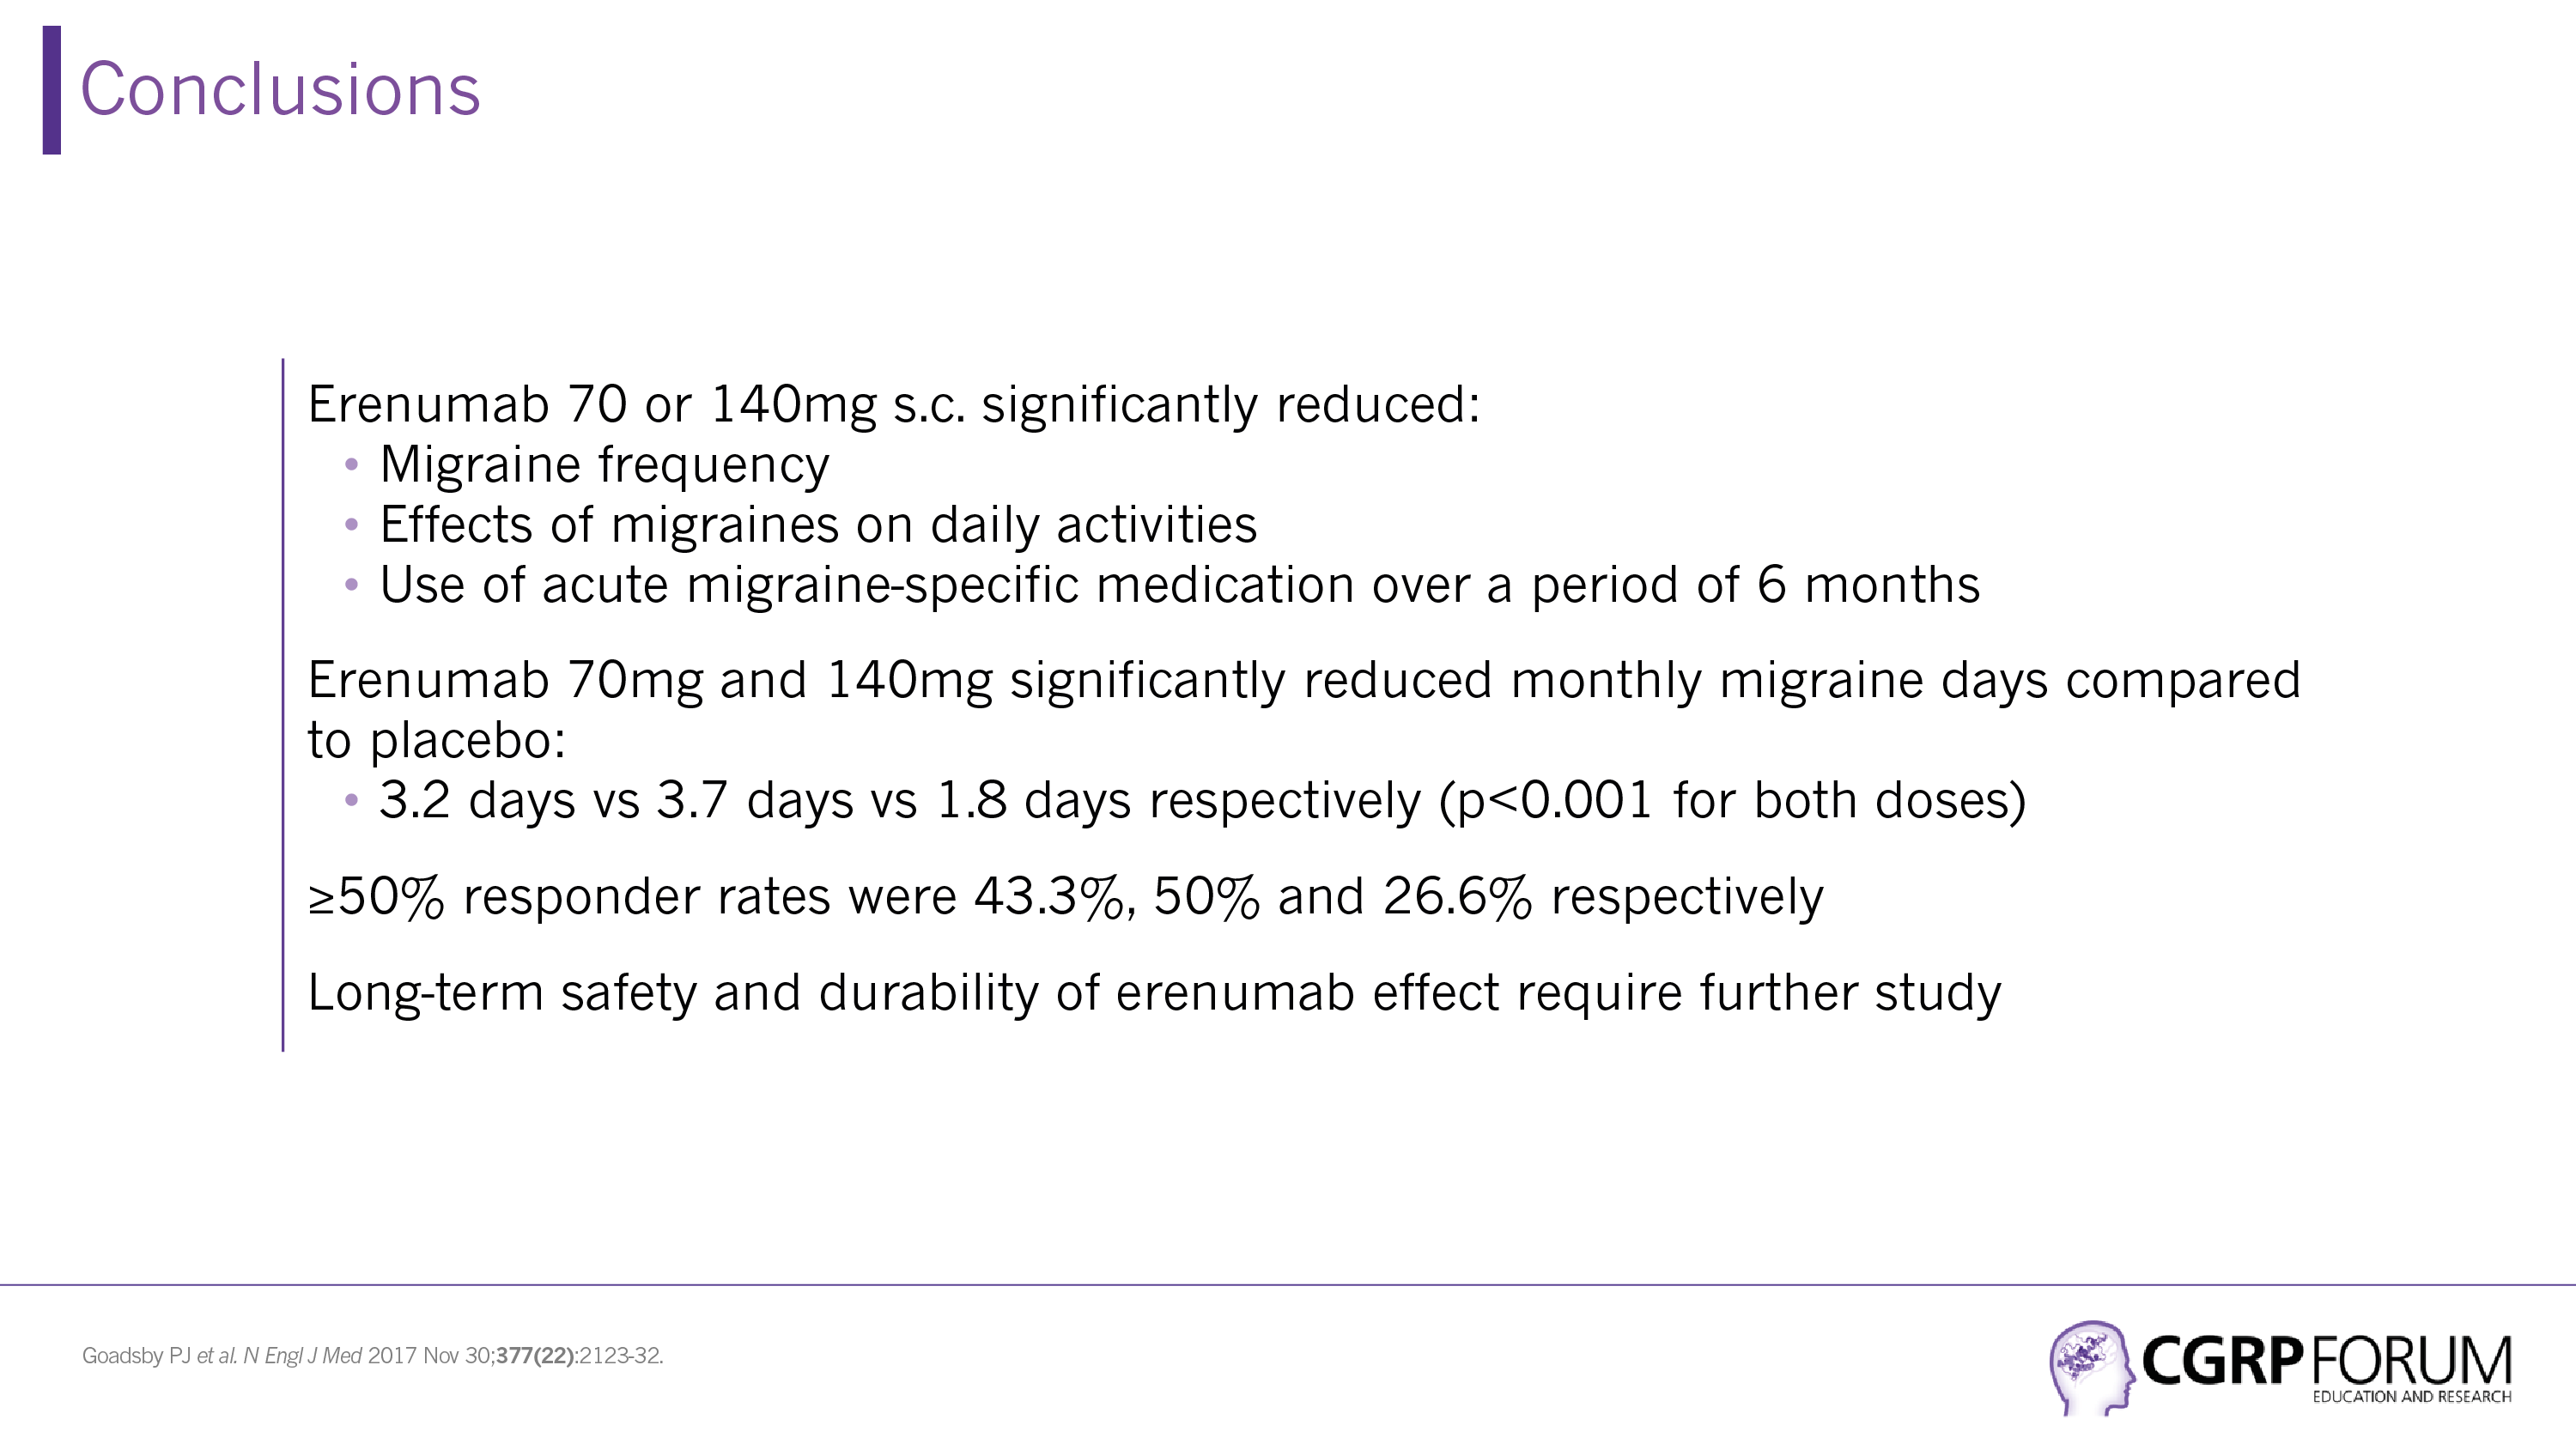 Conclusions
Erenumab 70 or 140mg s.c. significantly reduced:
• Migraine frequency
• Effects of migraines on daily activities
• Use of acute migraine-specific medication over a period of 6 months
Erenumab 70mg and 140mg significantly reduced monthly migraine days compared
to placebo:
• 3.2 days vs 3.7 days vs 1.8 days respectively (p<0.001 for both doses)
≥50% responder rates were 43.3%, 50% and 26.6% respectively
Long-term safety and durability of erenumab effect require further study
Goadsby PJ et al. N Engl J Med 2017 Nov 30;377(22):2123-32.
CGRP FORUM
EDUCATION AND RESEARCH